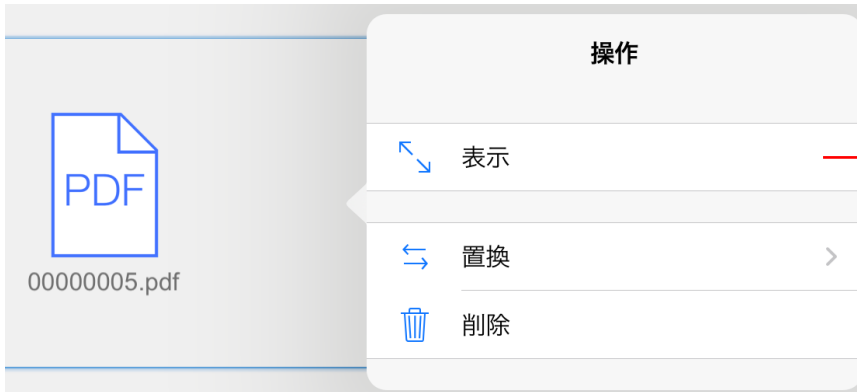 操作
表示
PDF
00000005.pdf
置換
削除